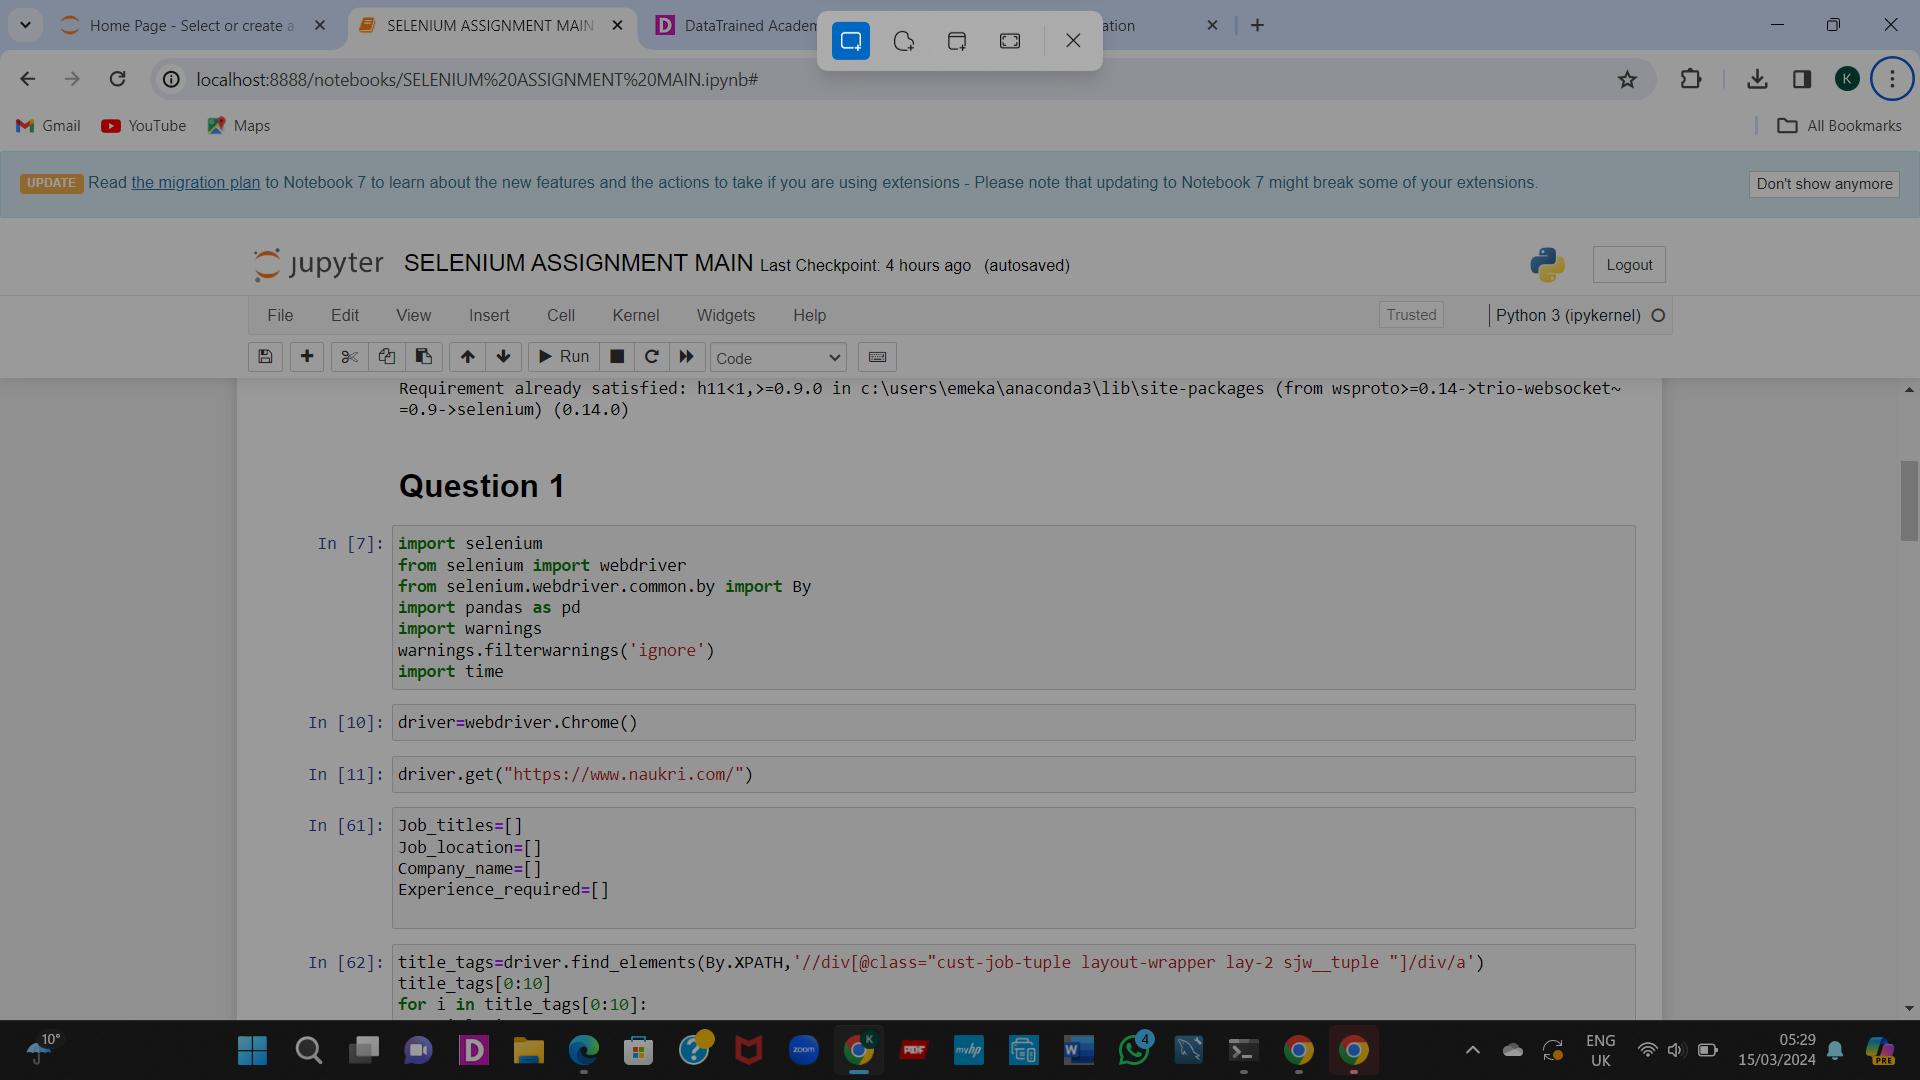 Home Page - Select or create a
SELENIUM ASSIGNMENT MAIN
DataTrained Academ
ation
localhost:8888/notebooks/SELENIUM%20ASSIGNMENT%20MAIN.ipynb#
K
Gmail
YouTube
Maps
All Bookmarks
UPDATE Read the migration plan to Notebook 7 to learn about the new features and the actions to take if you are using extensions - Please note that updating to Notebook 7 might break some of your extensions.
Don't show anymore
jupyter SELENIUM ASSIGNMENT MAIN Last Checkpoint: 4 hours ago (autosaved)
Logout
File Edit View Insert Cell Kernel Widgets Help
Trusted
Python 3 (ipykernel)
Run
Code
Requirement already satisfied: h11<1,>=0.9.0 in c:\users\emeka\anaconda3\lib\site-packages (from wsproto>=0.14->trio-websocket~
=0.9->selenium) (0.14.0)
Question 1
In [7]: import selenium
from selenium import webdriver
from selenium.webdriver.common.by import By
import pandas as pd
import warnings
warnings.filterwarnings('ignore')
import time
In [10]: driver=webdriver.Chrome()
In [11]: driver.get("https://www.naukri.com/")
In [61]: Job_titles=[]
Job_location=[]
Company_name=[]
Experience_required=[]
In [62]: title_tags=driver.find_elements(By.XPATH,'//div[@class="cust-job-tuple layout-wrapper lay-2 sjw__tuple "]/div/a')
title_tags[0:10]
for i in title_tags[0:10]:
10°
D
zoom
K
PDF
myhp
W
4
ENG
UK
05:29
15/03/2024
PRE